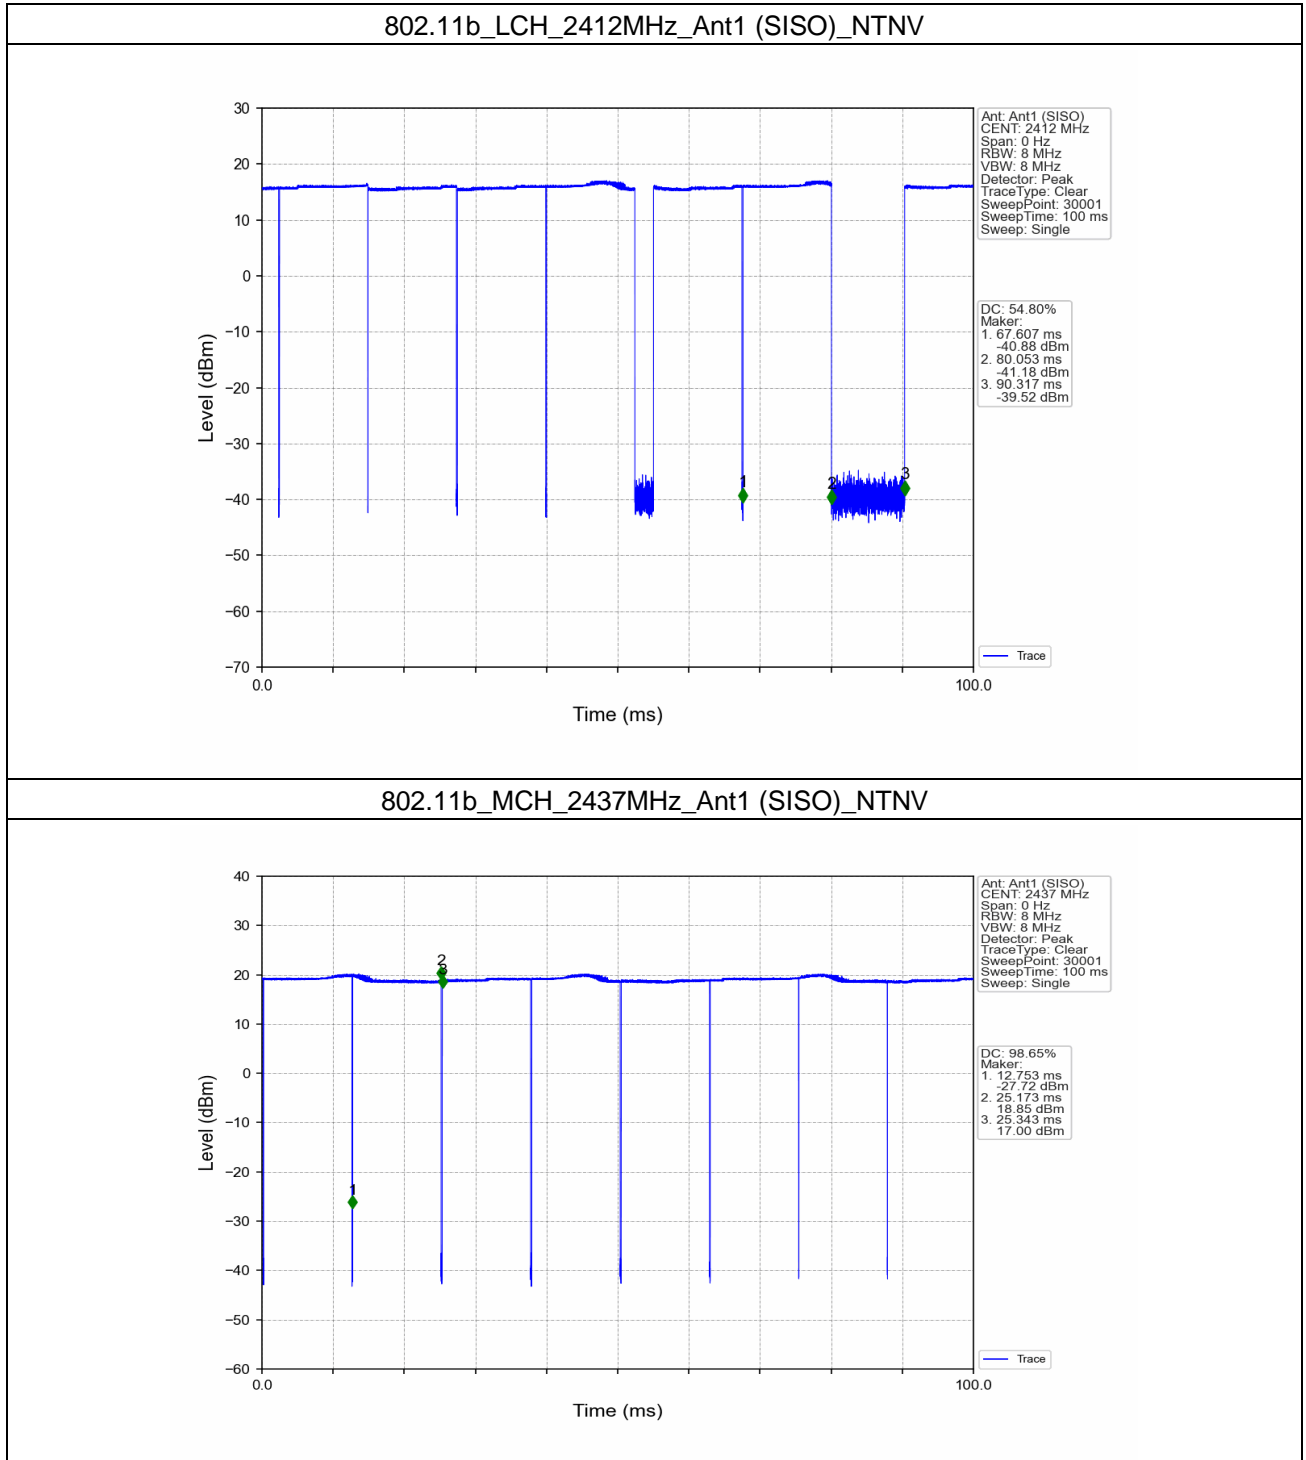 802.11b_LCH_2412MHz_Ant1 (SISO)_NTNV
30
20
10
0
−10
−20
−30
−40
−50
−60
−70
Level (dBm)
0.0
100.0
Time (ms)
1
2
3
Ant: Ant1 (SISO)
CENT: 2412 MHz
Span: 0 Hz
RBW: 8 MHz
VBW: 8 MHz
Detector: Peak
TraceType: Clear
SweepPoint: 30001
SweepTime: 100 ms
Sweep: Single
DC: 54.80%
Maker:
1. 67.607 ms
-40.88 dBm
2. 80.053 ms
-41.18 dBm
3. 90.317 ms
-39.52 dBm
Trace
802.11b_MCH_2437MHz_Ant1 (SISO)_NTNV
40
30
20
10
0
−10
−20
−30
−40
−50
−60
Level (dBm)
0.0
100.0
Time (ms)
1
2
3
Ant: Ant1 (SISO)
CENT: 2437 MHz
Span: 0 Hz
RBW: 8 MHz
VBW: 8 MHz
Detector: Peak
TraceType: Clear
SweepPoint: 30001
SweepTime: 100 ms
Sweep: Single
DC: 98.65%
Maker:
1. 12.753 ms
-27.72 dBm
2. 25.173 ms
18.85 dBm
3. 25.343 ms
17.00 dBm
Trace